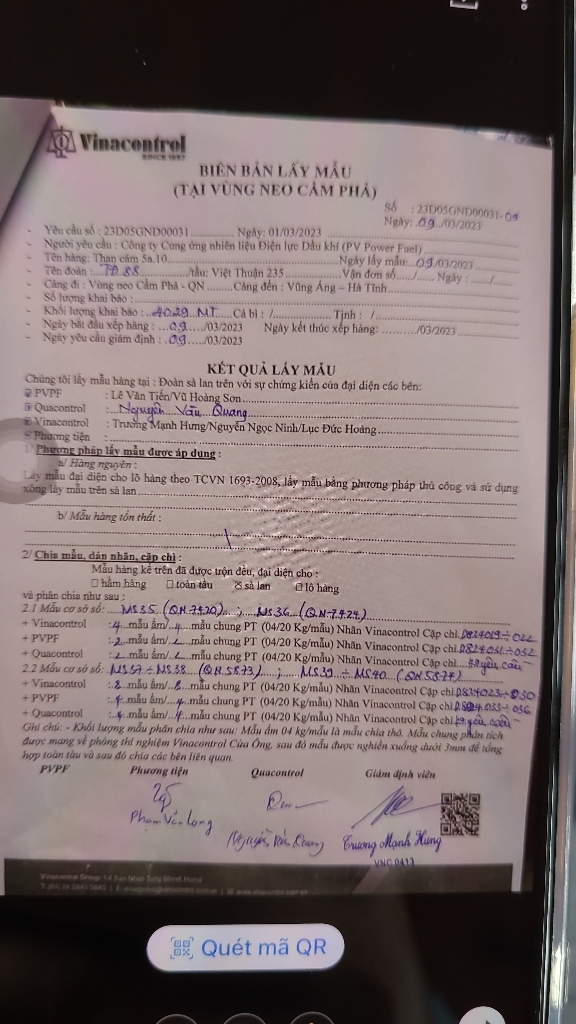 Vinacontrol
SINCE 1957
BIÊN BẢN LẤY MẪU
(TẠI VÙNG NEO CẨM PHẢ)
Số : 23D05GND00031-09
Ngày: 09/03/2023
- Yêu cầu số : 23D05GND00031 Ngày: 01/03/2023
- Người yêu cầu : Công ty Cung ứng nhiên liệu Điện lực Dầu khí (PV Power Fuel)
- Tên hàng: Than cám 5a.10 Ngày lấy mẫu: 09/03/2023
- Tên đoàn : TD 88 /tàu: Việt Thuận 235 Vận đơn số / Ngày : /
- Cảng đi : Vùng neo Cẩm Phả - QN Cảng đến : Vũng Áng – Hà Tĩnh
- Số lượng khai báo :
- Khối lượng khai báo : 4029 MT Cá bì : / Tịnh : /
- Ngày bắt đầu xếp hàng : 09 /03/2023 Ngày kết thúc xếp hàng: /03/2023
- Ngày yêu cầu giám định : 09 /03/2023
KẾT QUẢ LẤY MẪU
Chúng tôi lấy mẫu hàng tại : Đoàn sà lan trên với sự chứng kiến của đại diện các bên:
PVPF : Lê Văn Tiến/Vũ Hoàng Sơn
Quacontrol : Nguyễn Văn Quang
Vinacontrol : Trương Mạnh Hưng/Nguyễn Ngọc Ninh/Lục Đức Hoàng
Phương tiện :
1/ Phương pháp lấy mẫu được áp dụng :
a/ Hàng nguyên :
Lấy mẫu đại diện cho lô hàng theo TCVN 1693-2008, lấy mẫu bằng phương pháp thủ công và sử dụng
xông lấy mẫu trên sà lan
b/ Mẫu hàng tổn thất :
2/ Chia mẫu, dán nhãn, cặp chì :
Mẫu hàng kể trên đã được trộn đều, đại diện cho :
☐ hầm hàng ☐ toàn tàu ☒ sà lan ☐ lô hàng
và phân chia như sau :
2.1 Mẫu cơ sở số: MS35 (QN.7420) ; MS36 (QN.7424)
+ Vinacontrol : 4 mẫu ẩm/ 4 mẫu chung PT (04/20 Kg/mẫu) Nhãn Vinacontrol Cặp chì
+ PVPF : 2 mẫu ẩm/ 2 mẫu chung PT (04/20 Kg/mẫu) Nhãn Vinacontrol Cặp chì
+ Quacontrol : 2 mẫu ẩm/ 2 mẫu chung PT (04/20 Kg/mẫu) Nhãn Vinacontrol Cặp chì
2.2 Mẫu cơ sở số: MS37 ÷ MS38 (QN.5873) ; MS39 ÷ MS40 (QN 5874)
+ Vinacontrol : 8 mẫu ẩm/ 8 mẫu chung PT (04/20 Kg/mẫu) Nhãn Vinacontrol Cặp chì
+ PVPF : 4 mẫu ẩm/ 4 mẫu chung PT (04/20 Kg/mẫu) Nhãn Vinacontrol Cặp chì
+ Quacontrol : 4 mẫu ẩm/ 4 mẫu chung PT (04/20 Kg/mẫu) Nhãn Vinacontrol Cặp chì
Ghi chú: - Khối lượng mẫu phân chia như sau: Mẫu ẩm 04 kg/mẫu là mẫu chia thô. Mẫu chung phân tích
được mang về phòng thí nghiệm Vinacontrol Cửa Ông, sau đó mẫu được nghiền xuống dưới 3mm để tổng
hợp toàn tàu và sau đó chia các bên liên quan.
PVPF Phương tiện Quacontrol Giám định viên
Phạm Văn Long Nguyễn Văn Quang Trương Mạnh Hưng
VNC 0413
Quét mã QR